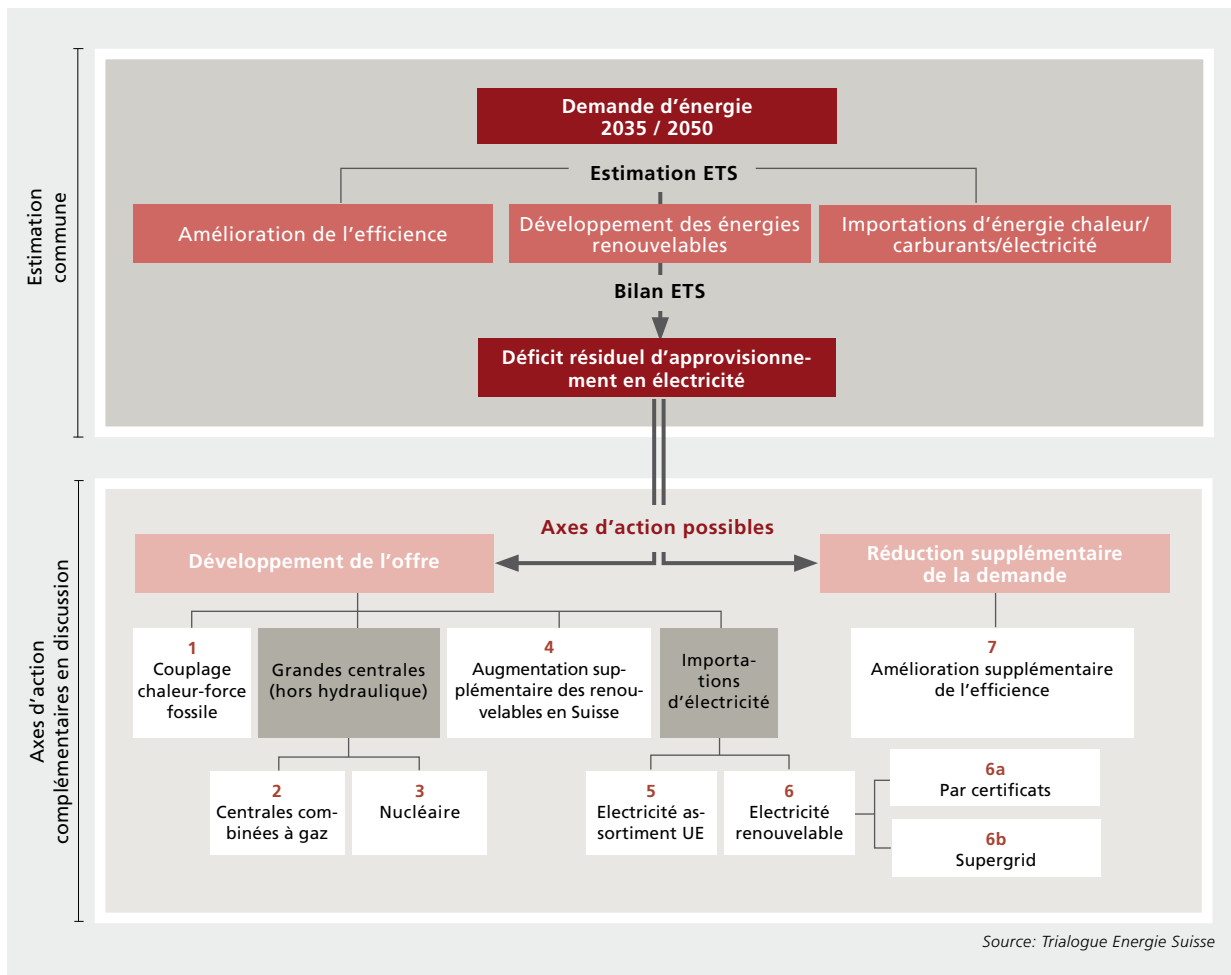 Estimation
commune
Demande d’énergie
2035 / 2050
Estimation ETS
Amélioration de l’efficience
Développement des énergies
renouvelables
Importations d’énergie chaleur/
carburants/électricité
Bilan ETS
Déficit résiduel d’approvisionne-
ment en électricité
Axes d’action
complémentaires en discussion
Axes d’action possibles
Développement de l’offre
Réduction supplémentaire
de la demande
1
Couplage
chaleur-force
fossile
Grandes centrales
(hors hydraulique)
4
Augmentation sup-
plémentaire des renou-
velables en Suisse
Importa-
tions
d’électricité
7
Amélioration supplémentaire
de l’efficience
2
Centrales com-
binées à gaz
3
Nucléaire
5
Electricité as-
sortiment UE
6
Electricité
renouvelable
6a
Par certificats
6b
Supergrid
Source: Trialogue Energie Suisse